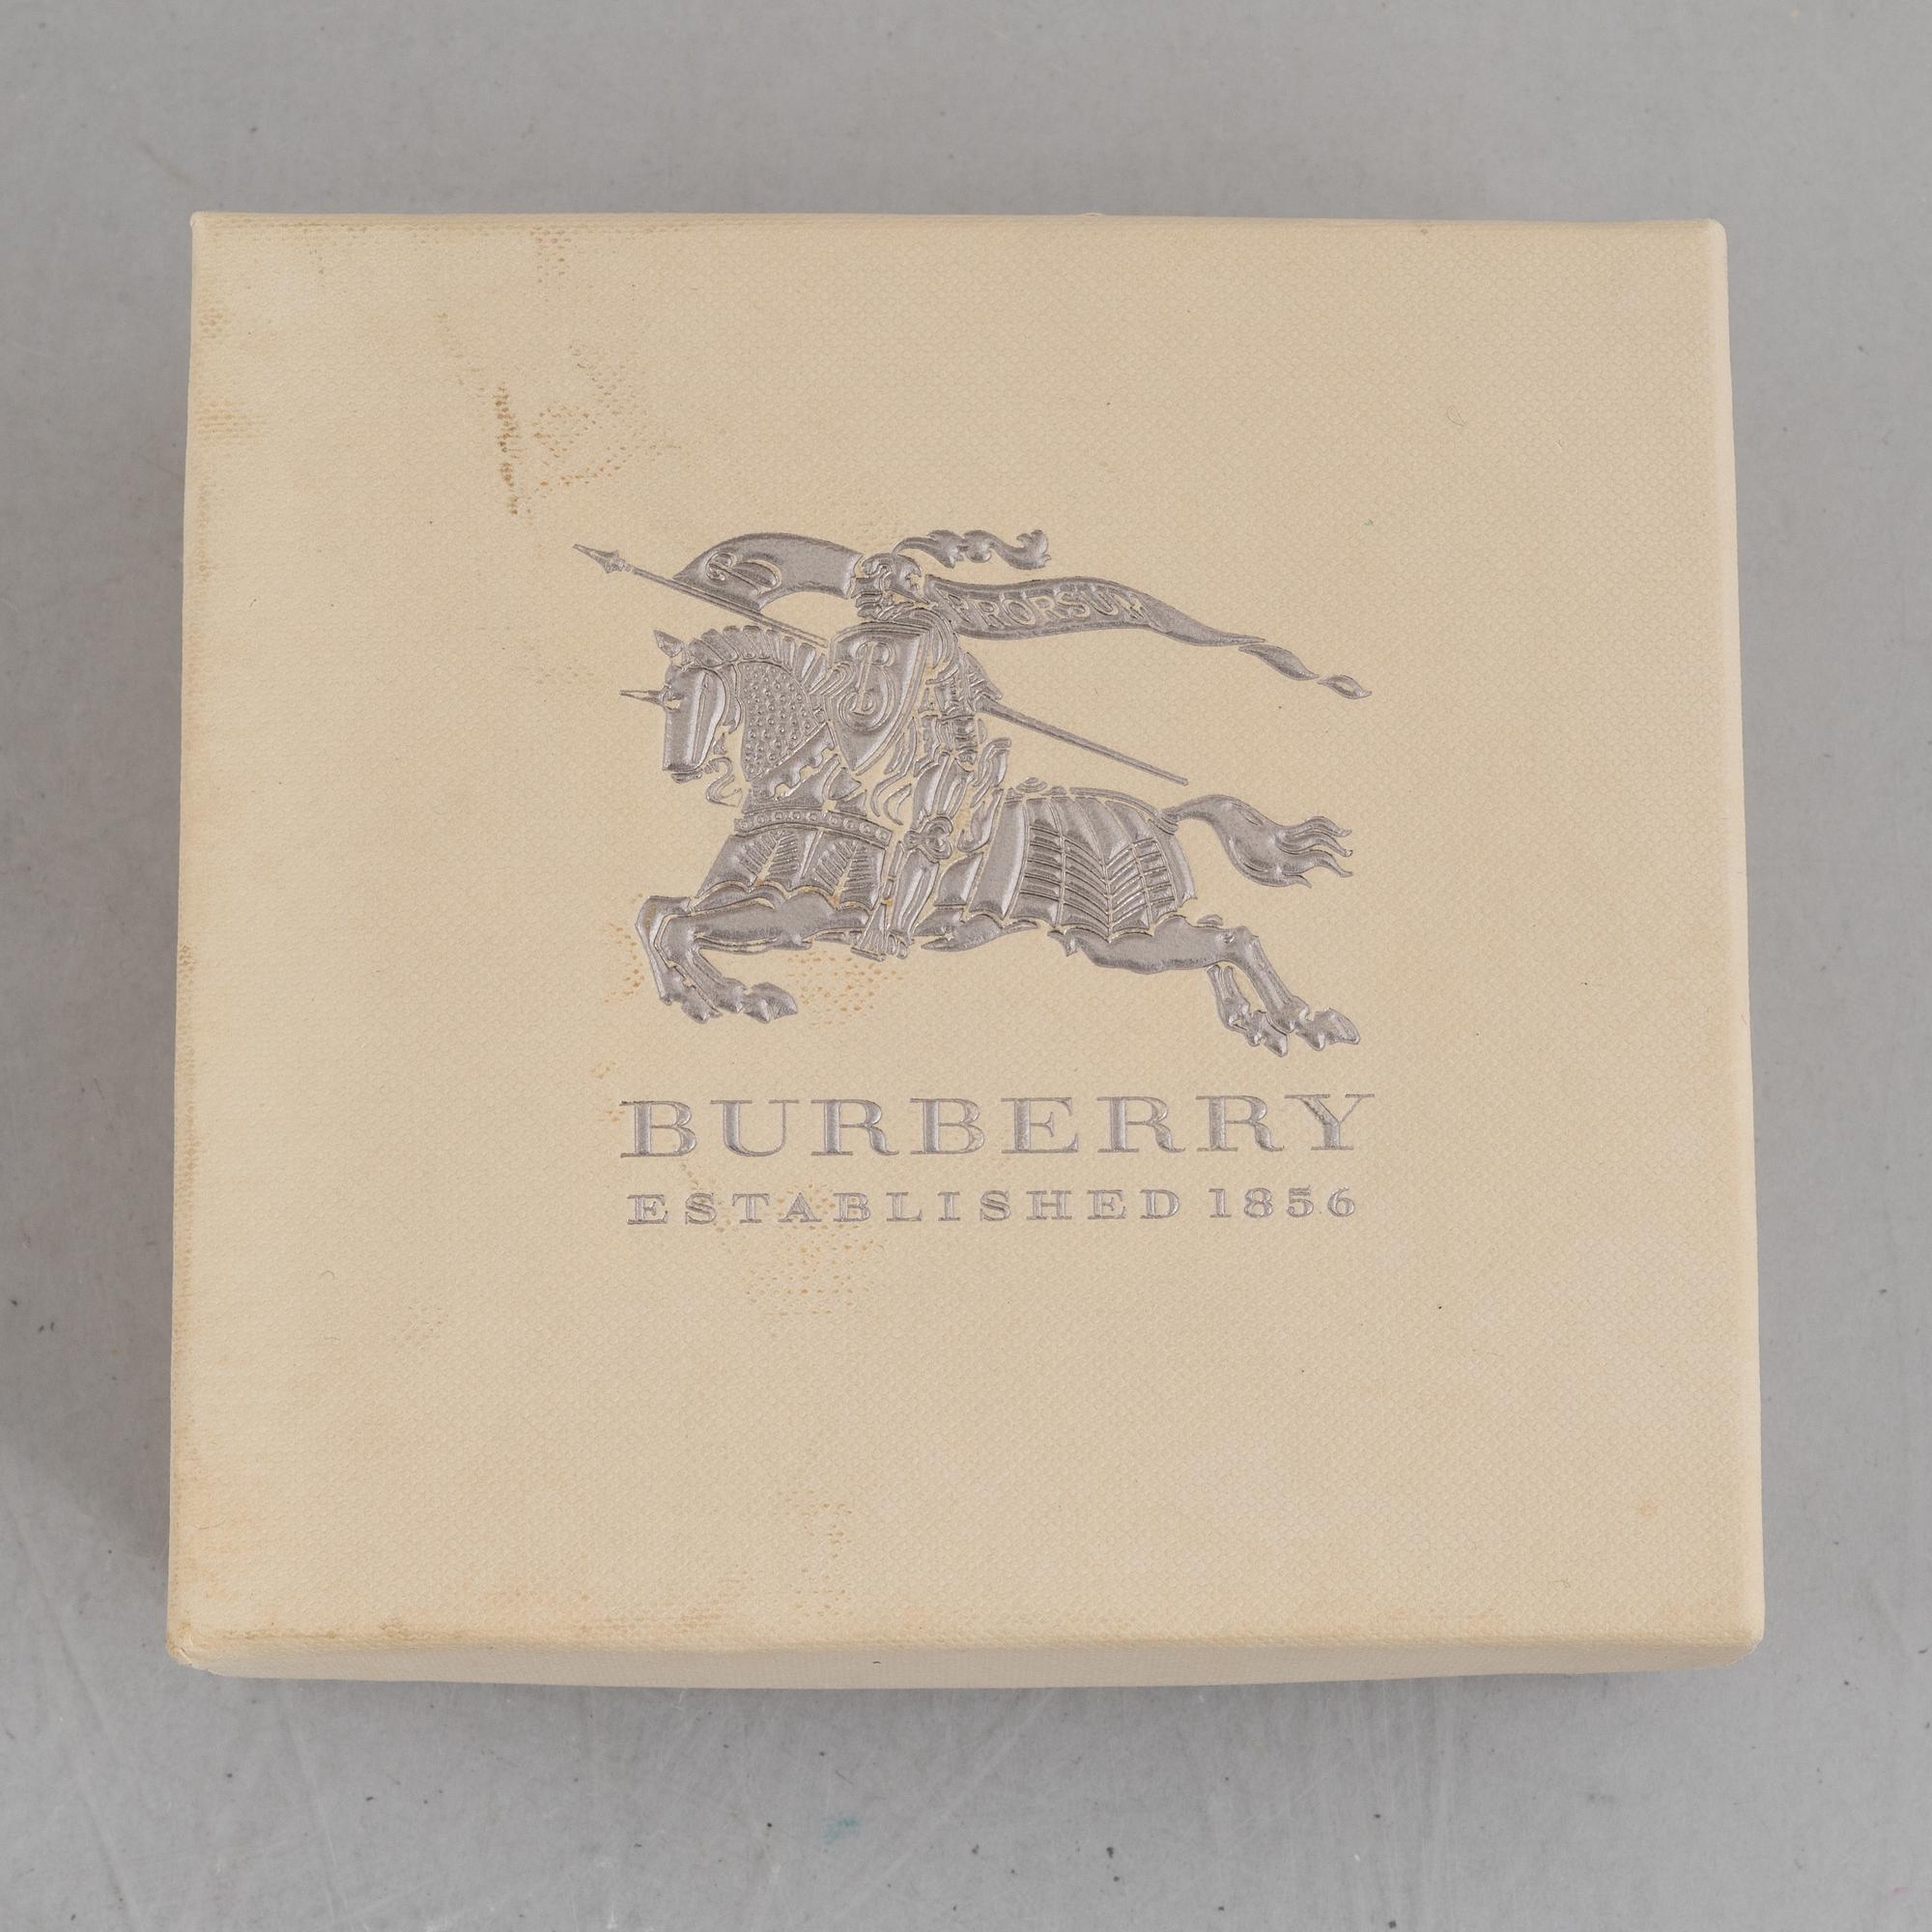 B
PRORSUM
B
BURBERRY
ESTABLISHED 1856